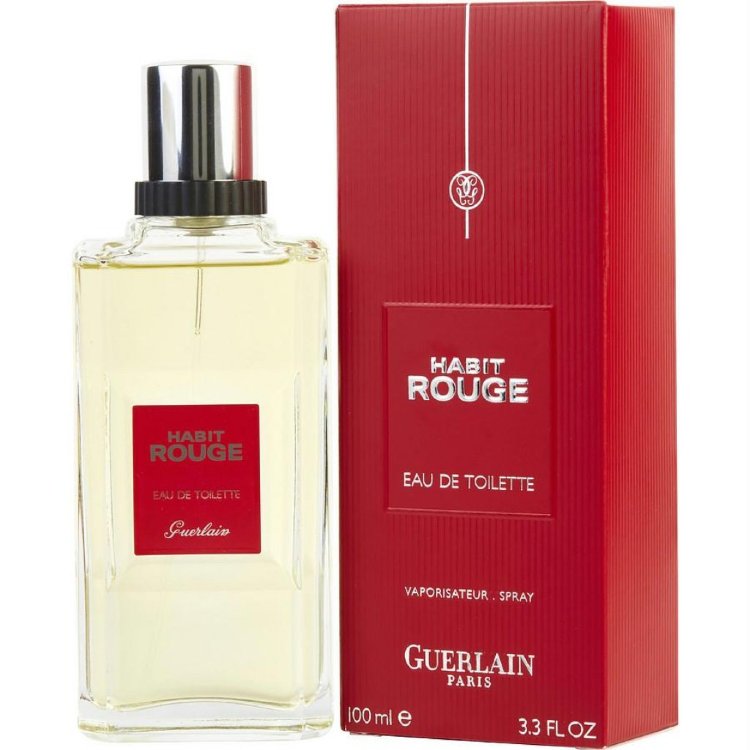 HABIT
ROUGE
EAU DE TOILETTE
Guerlain
HABIT
ROUGE
EAU DE TOILETTE
VAPORISATEUR . SPRAY
GUERLAIN
PARIS
100 ml e 3.3 FL OZ